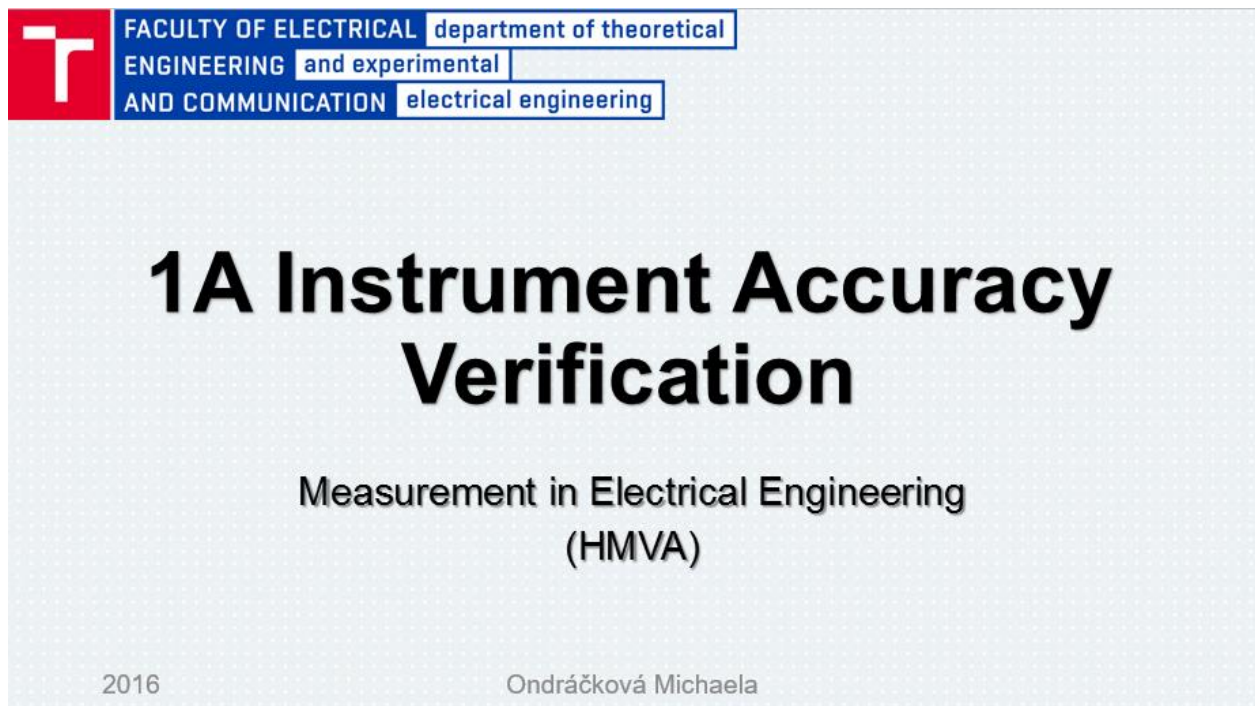 FACULTY OF ELECTRICAL department of theoretical
ENGINEERING and experimental
AND COMMUNICATION electrical engineering
1A Instrument Accuracy
Verification
Measurement in Electrical Engineering
(HMVA)
2016 Ondráčková Michaela